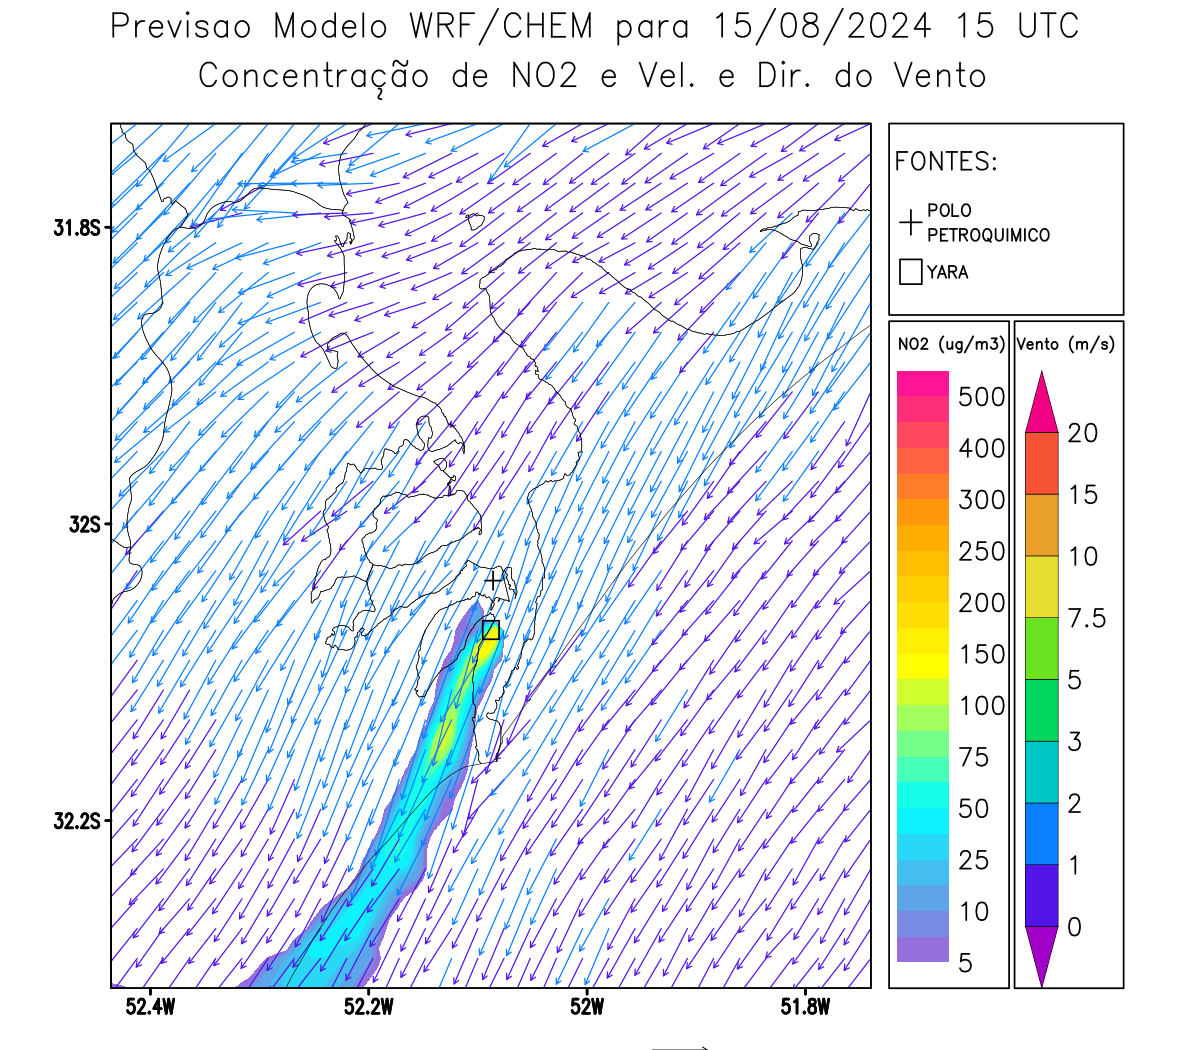 Previsao Modelo WRF/CHEM para 15/08/2024 15 UTC
Concentração de NO2 e Vel. e Dir. do Vento
FONTES:
POLO
PETROQUIMICO
YARA
NO2 (ug/m3)
500
400
300
250
200
150
100
75
50
25
10
5
Vento (m/s)
20
15
10
7.5
5
3
2
1
0
31.8S
32S
32.2S
52.4W
52.2W
52W
51.8W